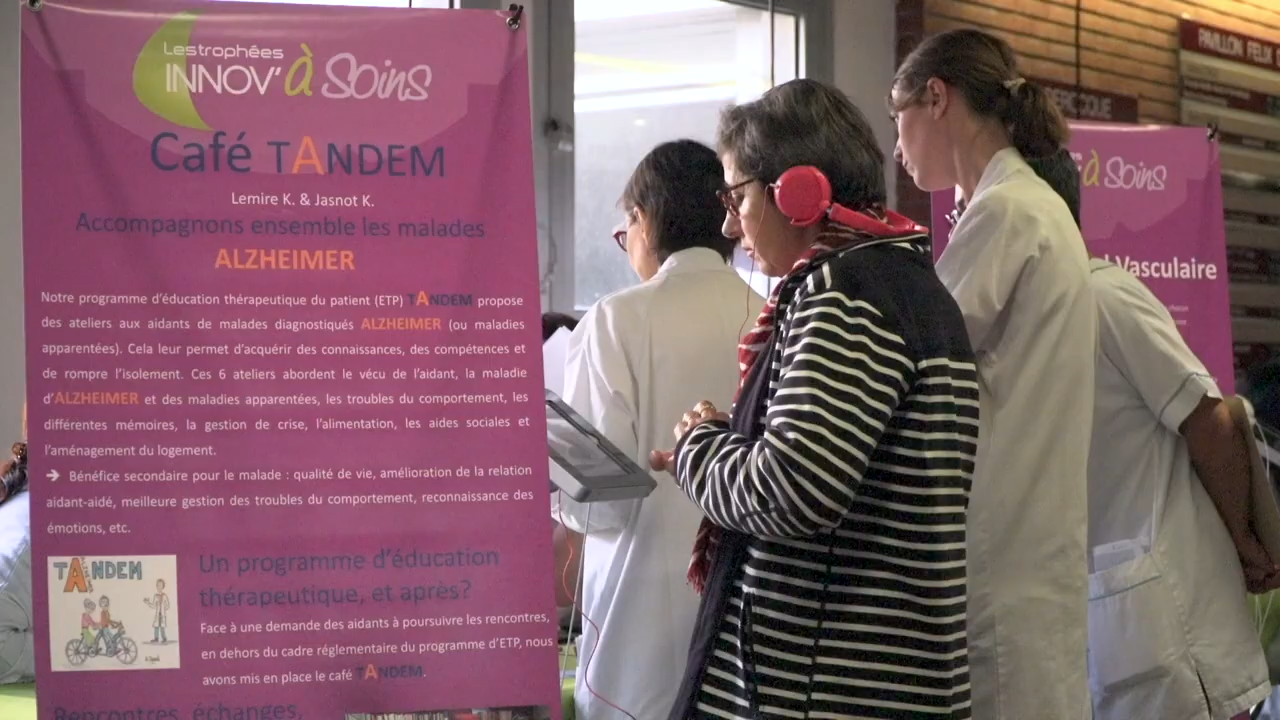 Les trophées
INNOV' à Soins
Café TANDEM
Lemire K. & Jasnot K.
Accompagnons ensemble les malades
ALZHEIMER
Notre programme d'éducation thérapeutique du patient (ETP) TANDEM propose
des ateliers aux aidants de malades diagnostiqués ALZHEIMER (ou maladies
apparentées). Cela leur permet d'acquérir des connaissances, des compétences et
de rompre l'isolement. Ces 6 ateliers abordent le vécu de l'aidant, la maladie
d'ALZHEIMER et des maladies apparentées, les troubles du comportement, les
différentes mémoires, la gestion de crise, l'alimentation, les aides sociales et
l'aménagement du logement.
➔ Bénéfice secondaire pour le malade : qualité de vie, amélioration de la relation
aidant-aidé, meilleure gestion des troubles du comportement, reconnaissance des
émotions, etc.
TANDEM
Un programme d'éducation
thérapeutique, et après?
Face à une demande des aidants à poursuivre les rencontres,
en dehors du cadre réglementaire du programme d'ETP, nous
avons mis en place le café TANDEM.
Rencontres, échanges,
PAVILLON FELIX
à Soins
Vasculaire